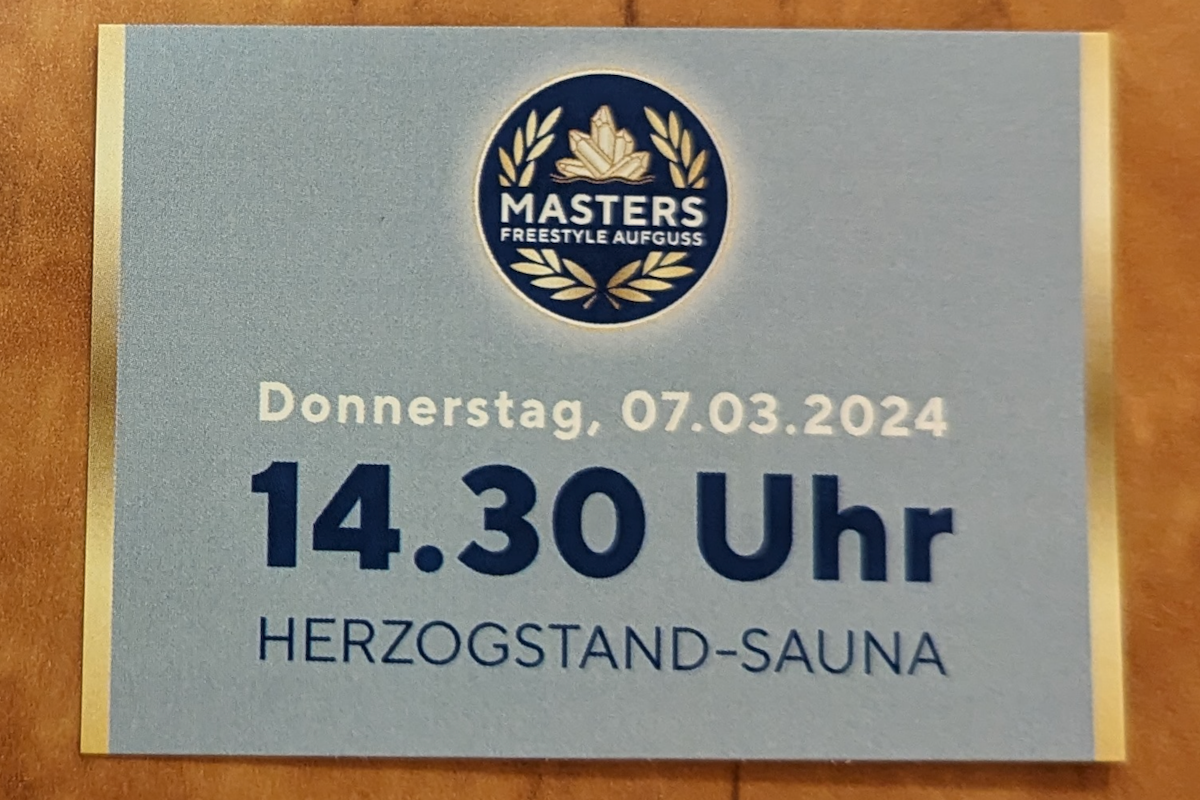 MASTERS
FREESTYLE AUFGUSS
Donnerstag, 07.03.2024
14.30 Uhr
HERZOGSTAND-SAUNA